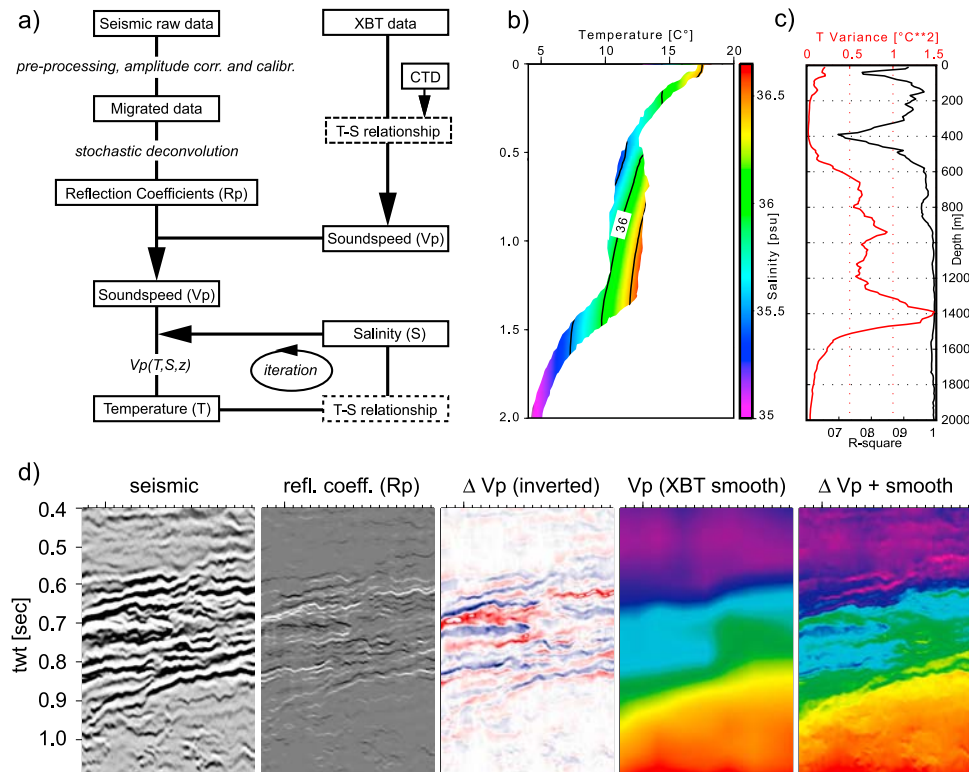 a)
Seismic raw data
XBT data
pre-processing, amplitude corr. and calibr.
CTD
Migrated data
T-S relationship
stochastic deconvolution
Reflection Coefficients (Rp)
Soundspeed (Vp)
Soundspeed (Vp)
Salinity (S)
Vp(T,S,z)
iteration
Temperature (T)
T-S relationship
b)
Temperature [C°]
5 10 15 20
0
0.5
1.0
1.5
2.0
36
36.5
36
35.5
35
Salinity [psu]
c)
T Variance [°C**2]
0 0.5 1 1.5
0
200
400
600
800
1000
1200
1400
1600
1800
2000
Depth [m]
07 08 09 1
R-square
d)
seismic
refl. coeff. (Rp)
Δ Vp (inverted)
Vp (XBT smooth)
Δ Vp + smooth
0.4
0.5
0.6
0.7
0.8
0.9
1.0
twt [sec]